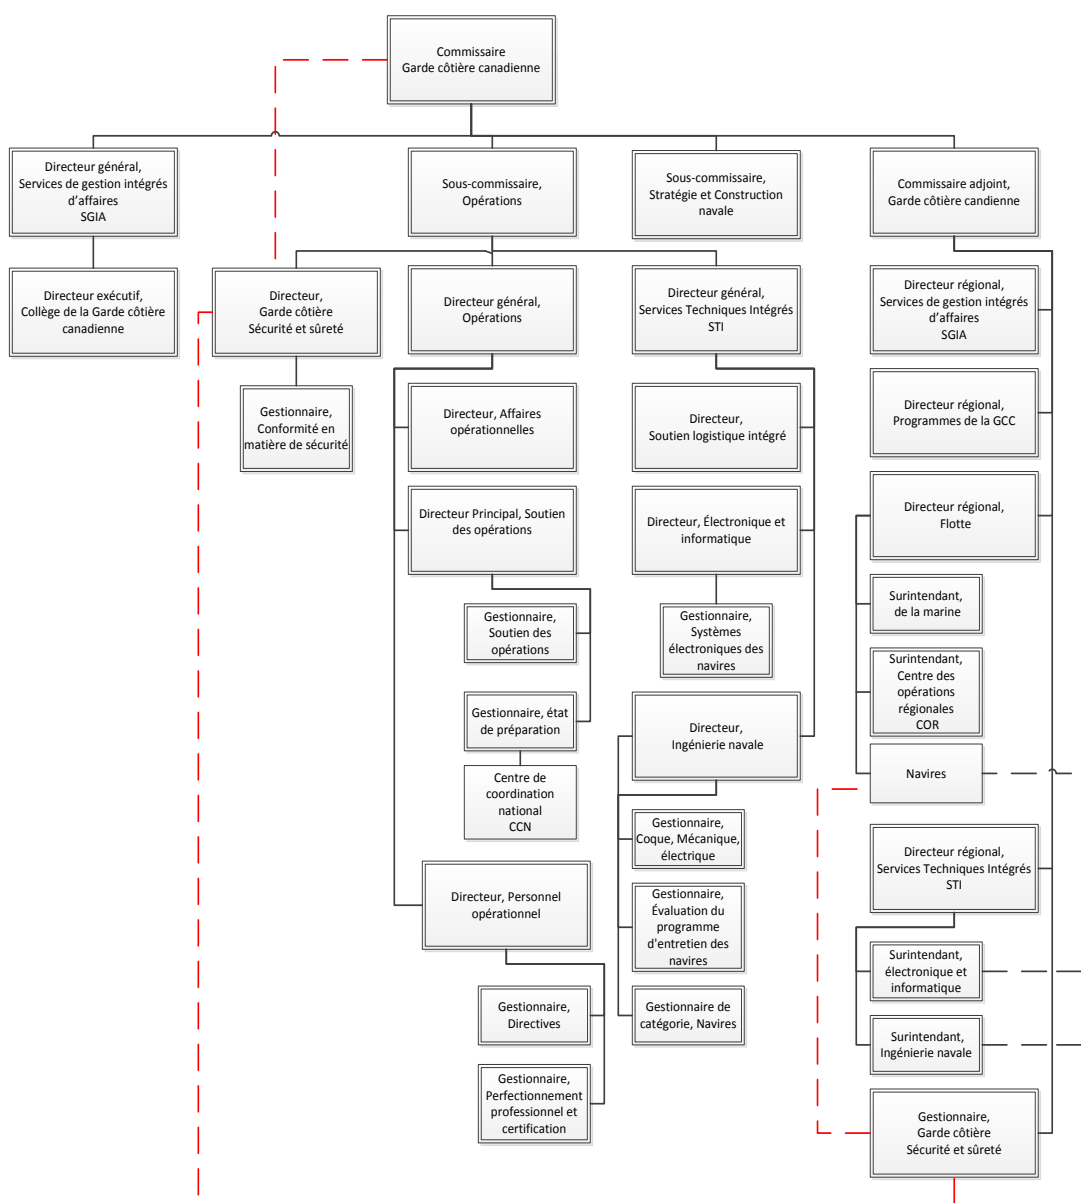 Commissaire
Garde côtière canadienne
Directeur général,
Services de gestion intégrés
d'affaires
SGIA
Sous-commissaire,
Opérations
Sous-commissaire,
Stratégie et Construction
navale
Commissaire adjoint,
Garde côtière candienne
Directeur exécutif,
Collège de la Garde côtière
canadienne
Directeur,
Garde côtière
Sécurité et sûreté
Directeur général,
Opérations
Directeur général,
Services Techniques Intégrés
STI
Directeur régional,
Services de gestion intégrés
d'affaires
SGIA
Gestionnaire,
Conformité en
matière de sécurité
Directeur, Affaires
opérationnelles
Directeur,
Soutien logistique intégré
Directeur régional,
Programmes de la GCC
Directeur Principal, Soutien
des opérations
Directeur, Électronique et
informatique
Directeur régional,
Flotte
Gestionnaire,
Soutien des
opérations
Gestionnaire,
Systèmes
électroniques des
navires
Surintendant,
de la marine
Surintendant,
Centre des
opérations
régionales
COR
Gestionnaire, état
de préparation
Directeur,
Ingénierie navale
Navires
Centre de
coordination
national
CCN
Gestionnaire,
Coque, Mécanique,
électrique
Directeur régional,
Services Techniques Intégrés
STI
Directeur, Personnel
opérationnel
Gestionnaire,
Évaluation du
programme
d'entretien des
navires
Surintendant,
électronique et
informatique
Gestionnaire,
Directives
Gestionnaire de
catégorie, Navires
Surintendant,
Ingénierie navale
Gestionnaire,
Perfectionnement
professionnel et
certification
Gestionnaire,
Garde côtière
Sécurité et sûreté